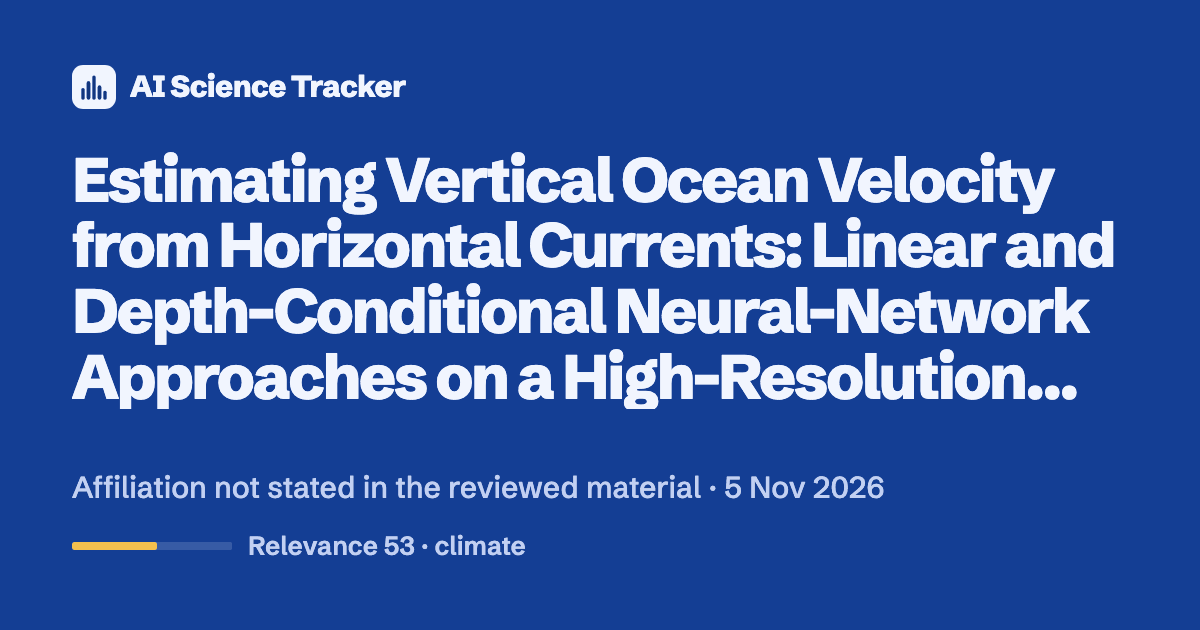 AI Science Tracker
Estimating Vertical Ocean Velocity
from Horizontal Currents: Linear and
Depth-Conditional Neural-Network
Approaches on a High-Resolution...
Affiliation not stated in the reviewed material · 5 Nov 2026
Relevance 53 · climate